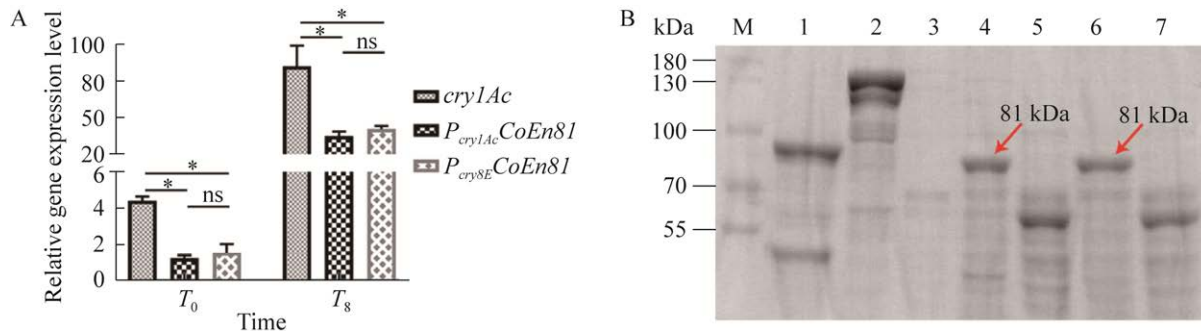 A
Relative gene expression level
100
80
50
20
6
4
2
0
*
*
ns
*
*
ns
T0
T8
Time
cry1Ac
Pcry1AcCoEn81
Pcry8ECoEn81
B
kDa M 1 2 3 4 5 6 7
180
130
100
70
55
81 kDa
81 kDa